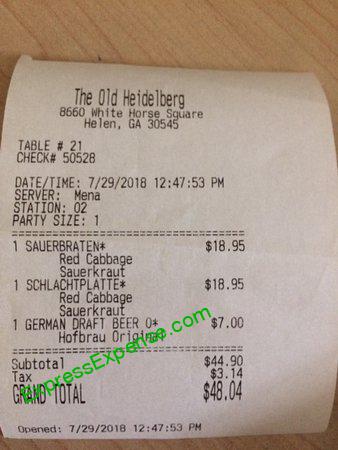 The Old Heidelberg
8660 White Horse Square
Helen, GA 30545
TABLE # 21
CHECK# 50528
DATE/TIME: 7/29/2018 12:47:53 PM
SERVER: Mena
STATION: 02
PARTY SIZE: 1
1 SAUERBRATEN* $18.95
Red Cabbage
Sauerkraut
1 SCHLACHTPLATTE* $18.95
Red Cabbage
Sauerkraut
1 GERMAN DRAFT BEER O* $7.00
Hofbrau Original
Subtotal $44.90
Tax $3.14
GRAND TOTAL $48.04
Opened: 7/29/2018 12:47:53 PM
ExpressExpense.com